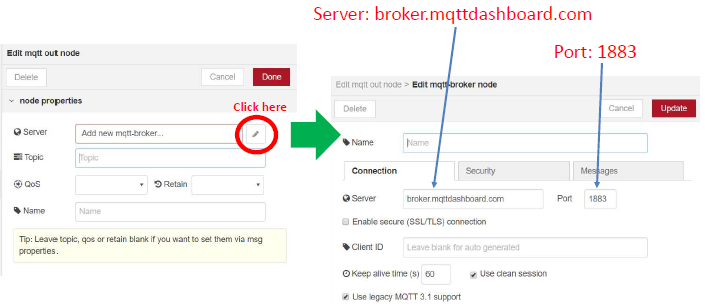 Server: broker.mqttdashboard.com
Port: 1883
Edit mqtt out node
Delete
Cancel
Done
node properties
Click here
Server
Add new mqtt-broker...
Topic
Topic
QoS
Retain
Name
Name
Tip: Leave topic, qos or retain blank if you want to set them via msg
properties.
Edit mqtt out node > Edit mqtt-broker node
Delete
Cancel
Update
Name
Name
Connection
Security
Messages
Server
broker.mqttdashboard.com
Port
1883
Enable secure (SSL/TLS) connection
Client ID
Leave blank for auto generated
Keep alive time (s)
60
Use clean session
Use legacy MQTT 3.1 support